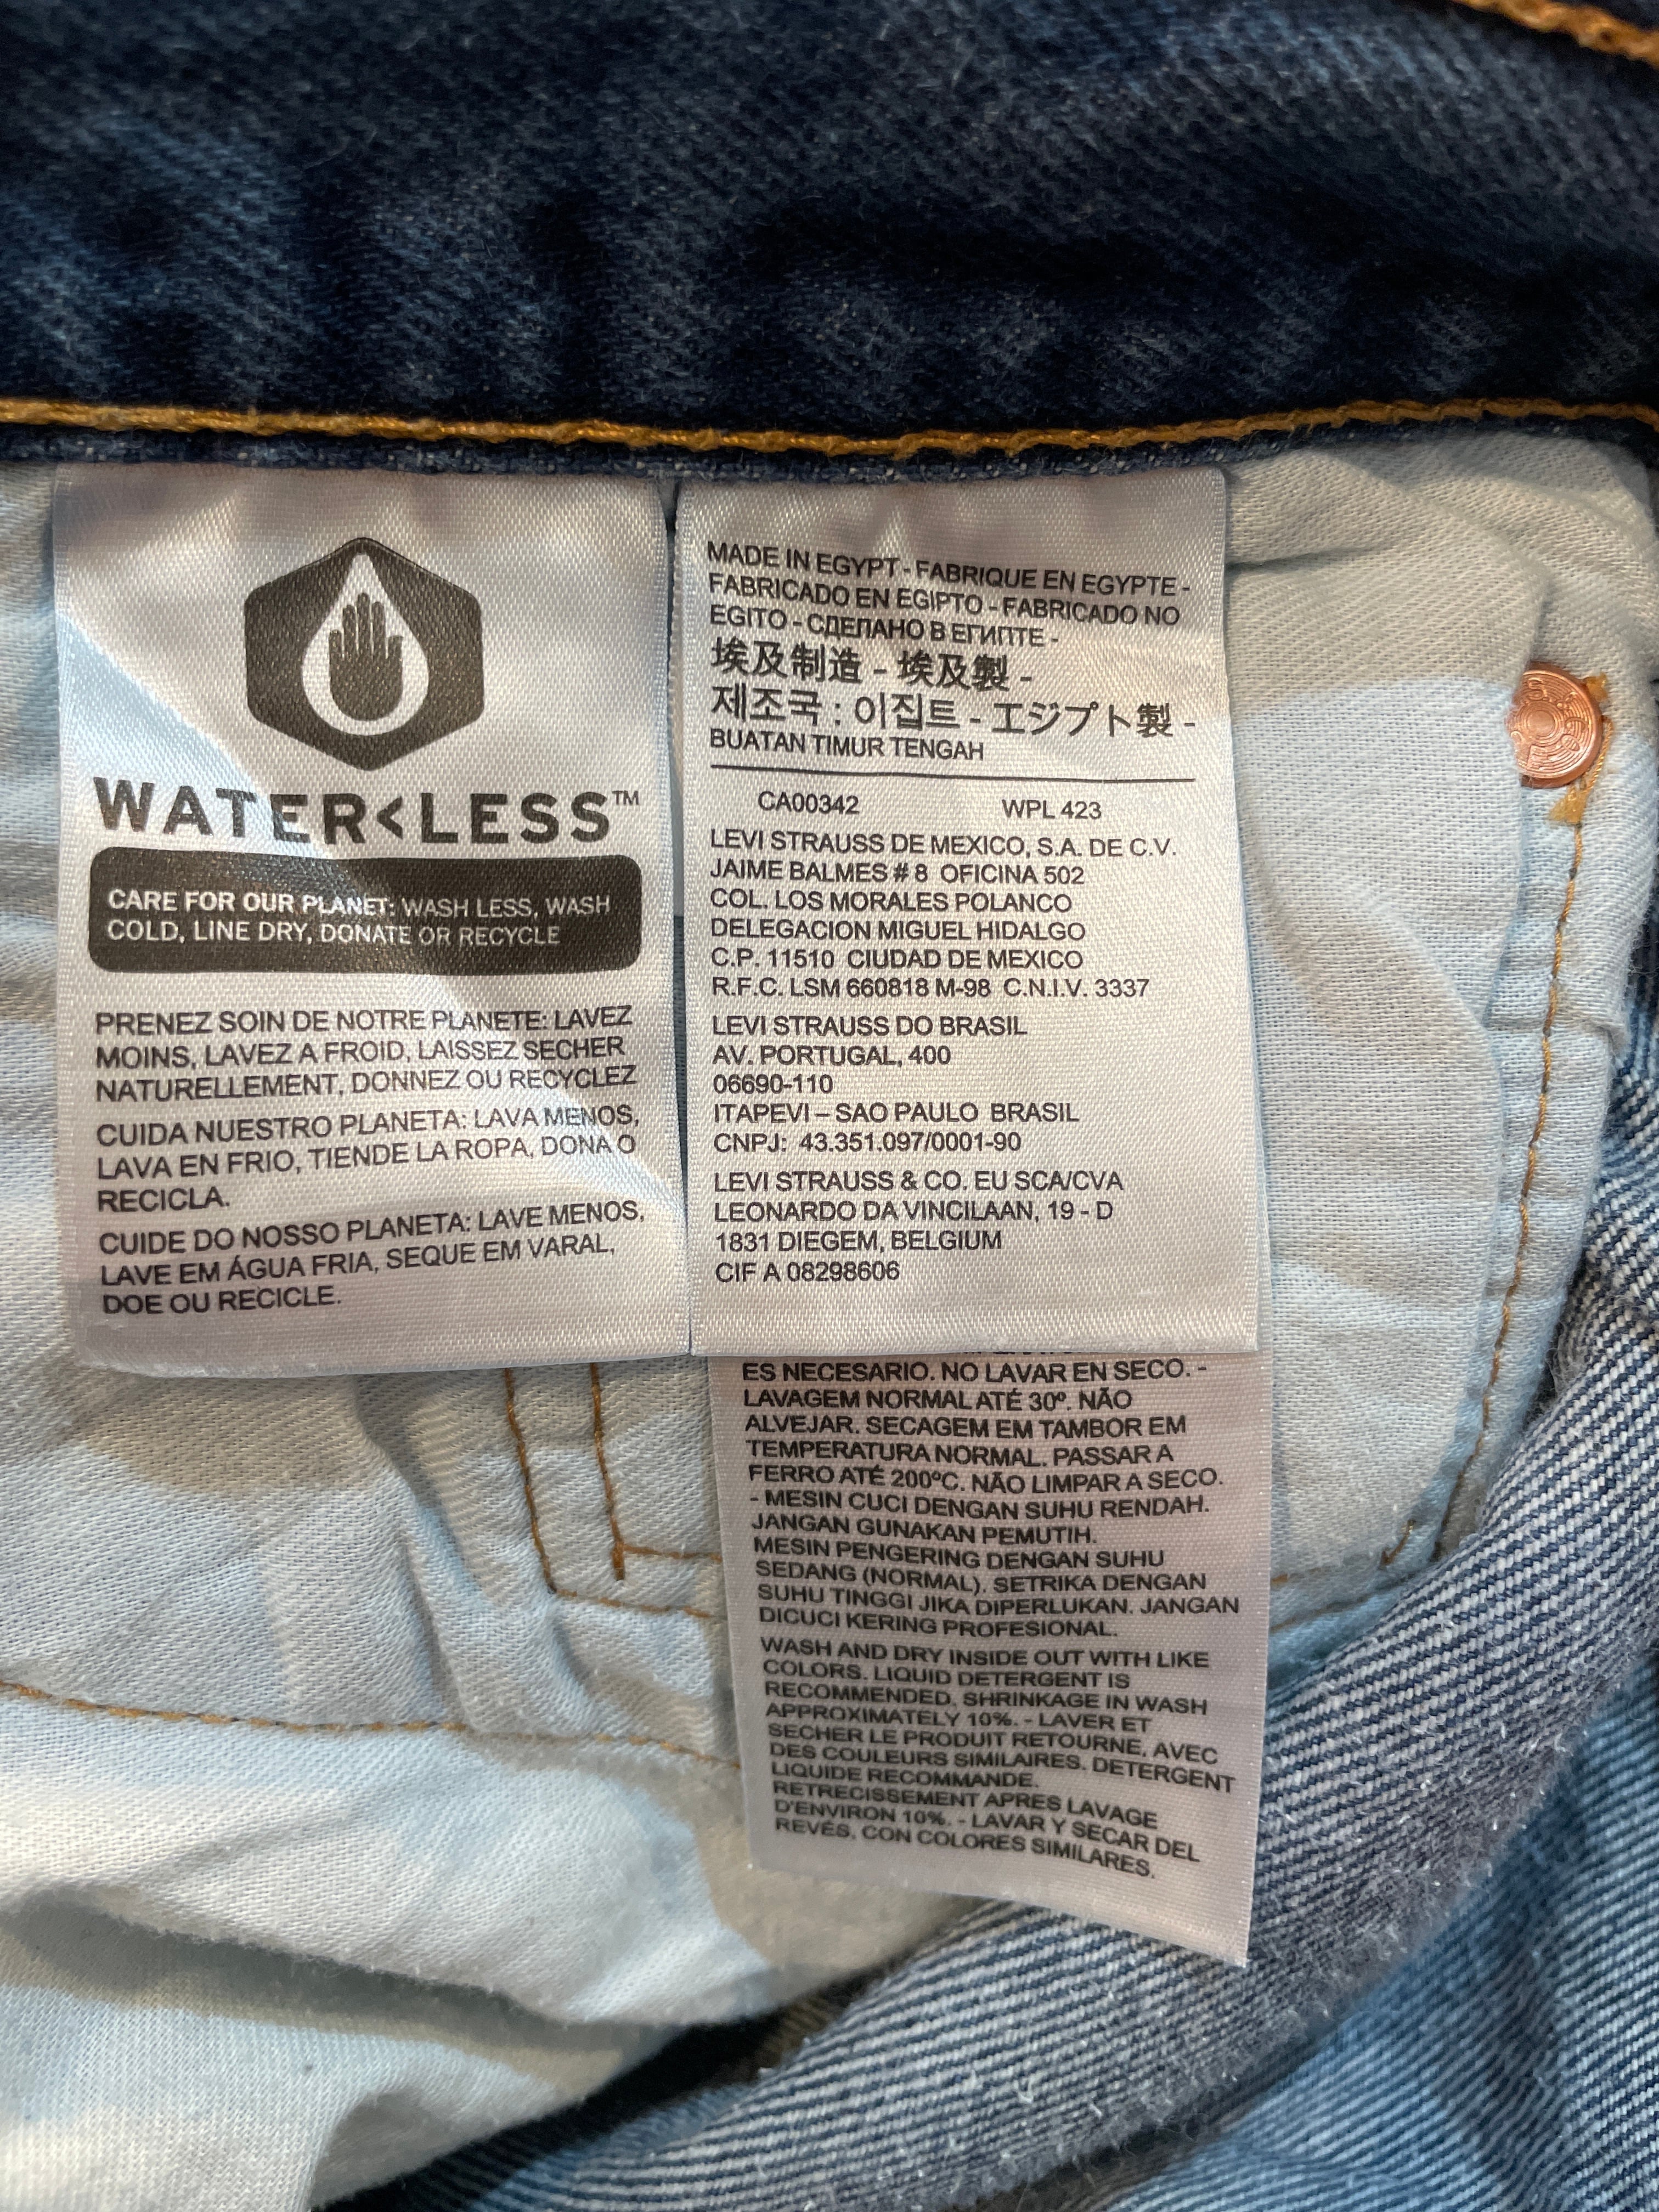 WATER<LESS™
CARE FOR OUR PLANET: WASH LESS, WASH
COLD, LINE DRY, DONATE OR RECYCLE
PRENEZ SOIN DE NOTRE PLANETE: LAVEZ
MOINS, LAVEZ A FROID, LAISSEZ SECHER
NATURELLEMENT, DONNEZ OU RECYCLEZ
CUIDA NUESTRO PLANETA: LAVA MENOS,
LAVA EN FRIO, TIENDE LA ROPA, DONA O
RECICLA.
CUIDE DO NOSSO PLANETA: LAVE MENOS,
LAVE EM ÁGUA FRIA, SEQUE EM VARAL,
DOE OU RECICLE.
MADE IN EGYPT - FABRIQUE EN EGYPTE -
FABRICADO EN EGIPTO - FABRICADO NO
EGITO - СДЕЛАНО В ЕГИПТЕ -
埃及制造 - 埃及製 -
제조국 : 이집트 - エジプト製 -
BUATAN TIMUR TENGAH
CA00342 WPL 423
LEVI STRAUSS DE MEXICO, S.A. DE C.V.
JAIME BALMES # 8 OFICINA 502
COL. LOS MORALES POLANCO
DELEGACION MIGUEL HIDALGO
C.P. 11510 CIUDAD DE MEXICO
R.F.C. LSM 660818 M-98 C.N.I.V. 3337
LEVI STRAUSS DO BRASIL
AV. PORTUGAL, 400
06690-110
ITAPEVI – SAO PAULO BRASIL
CNPJ: 43.351.097/0001-90
LEVI STRAUSS & CO. EU SCA/CVA
LEONARDO DA VINCILAAN, 19 - D
1831 DIEGEM, BELGIUM
CIF A 08298606
ES NECESARIO. NO LAVAR EN SECO. -
LAVAGEM NORMAL ATÉ 30º. NÃO
ALVEJAR. SECAGEM EM TAMBOR EM
TEMPERATURA NORMAL. PASSAR A
FERRO ATÉ 200ºC. NÃO LIMPAR A SECO.
- MESIN CUCI DENGAN SUHU RENDAH.
JANGAN GUNAKAN PEMUTIH.
MESIN PENGERING DENGAN SUHU
SEDANG (NORMAL). SETRIKA DENGAN
SUHU TINGGI JIKA DIPERLUKAN. JANGAN
DICUCI KERING PROFESIONAL.
WASH AND DRY INSIDE OUT WITH LIKE
COLORS. LIQUID DETERGENT IS
RECOMMENDED. SHRINKAGE IN WASH
APPROXIMATELY 10%. - LAVER ET
SECHER LE PRODUIT RETOURNE, AVEC
DES COULEURS SIMILAIRES. DETERGENT
LIQUIDE RECOMMANDE.
RETRECISSEMENT APRES LAVAGE
D'ENVIRON 10%. - LAVAR Y SECAR DEL
REVÉS, CON COLORES SIMILARES.